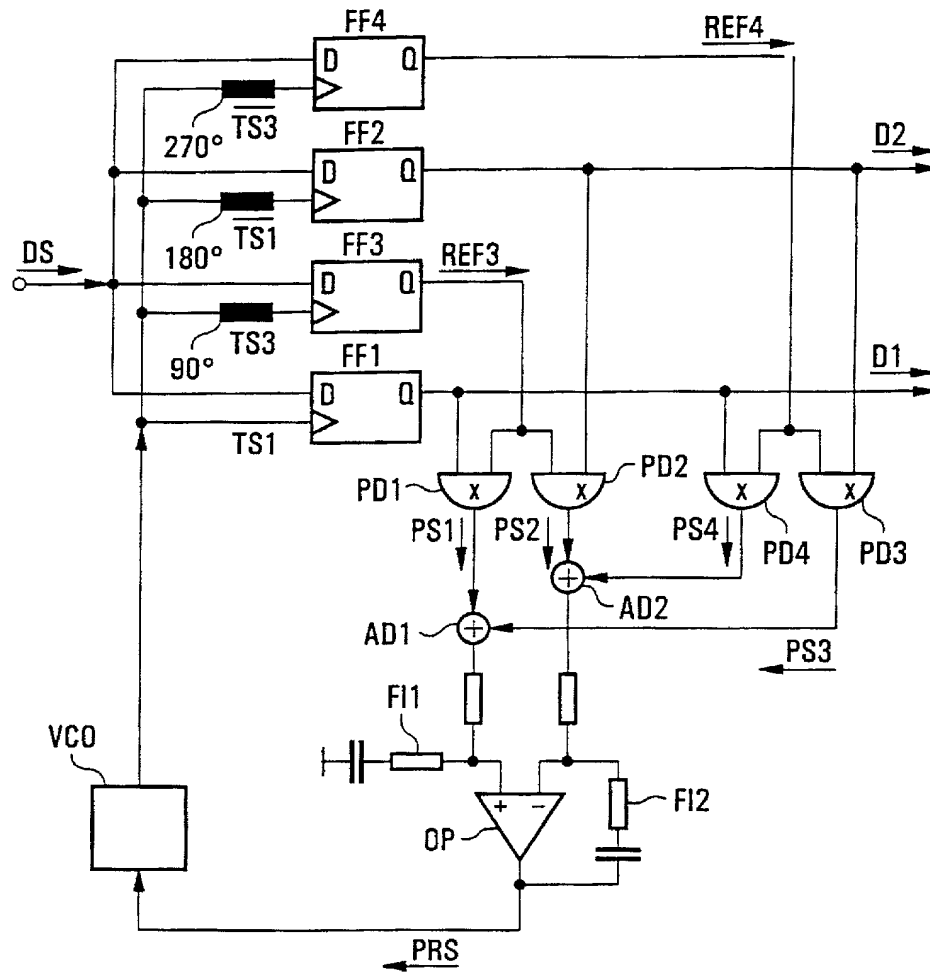 FF4
REF4
D Q
270°
TS3
FF2
D2
D Q
180°
TS1
DS
FF3
REF3
D Q
90°
TS3
FF1
D1
D Q
TS1
PD1
X
X
PD2
X
X
PS1
PS2
PS4
PD4
PD3
+
AD2
AD1
+
PS3
FI1
VCO
+ −
FI2
OP
PRS